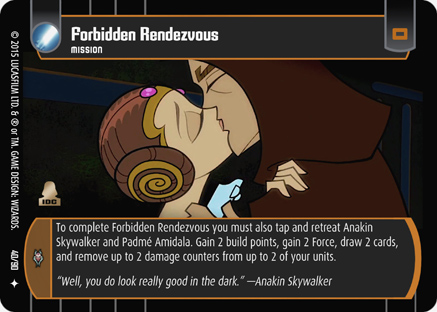 Forbidden Rendezvous
MISSION
© 2015 LUCASFILM LTD. & ® or TM. GAME DESIGN: WIZARDS.
IDC
To complete Forbidden Rendezvous you must also tap and retreat Anakin
Skywalker and Padmé Amidala. Gain 2 build points, gain 2 Force, draw 2 cards,
and remove up to 2 damage counters from up to 2 of your units.
“Well, you do look really good in the dark.” —Anakin Skywalker
40/90